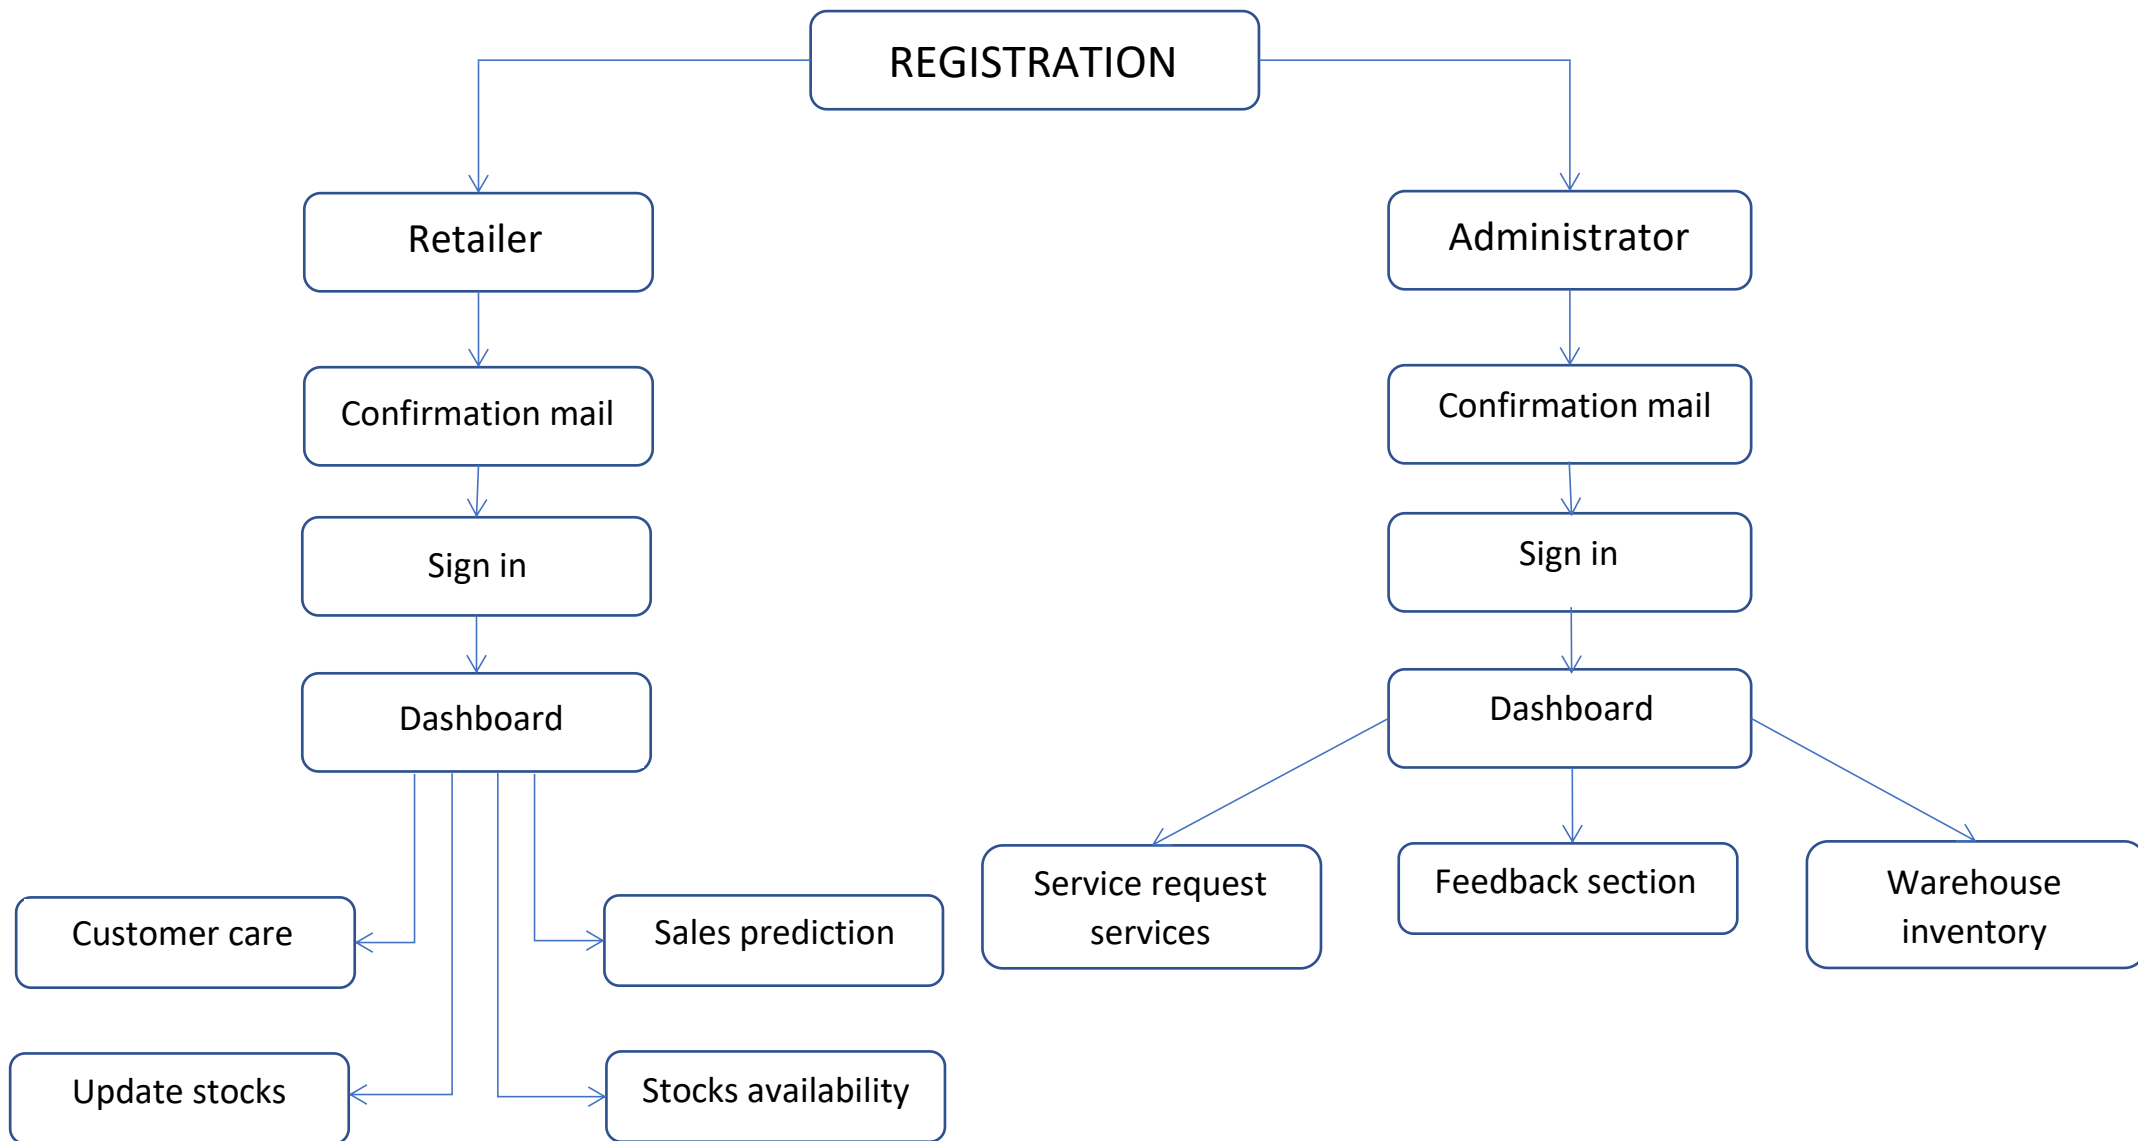 REGISTRATION
Retailer
Administrator
Confirmation mail
Confirmation mail
Sign in
Sign in
Dashboard
Dashboard
Customer care
Sales prediction
Service request
services
Feedback section
Warehouse
inventory
Update stocks
Stocks availability